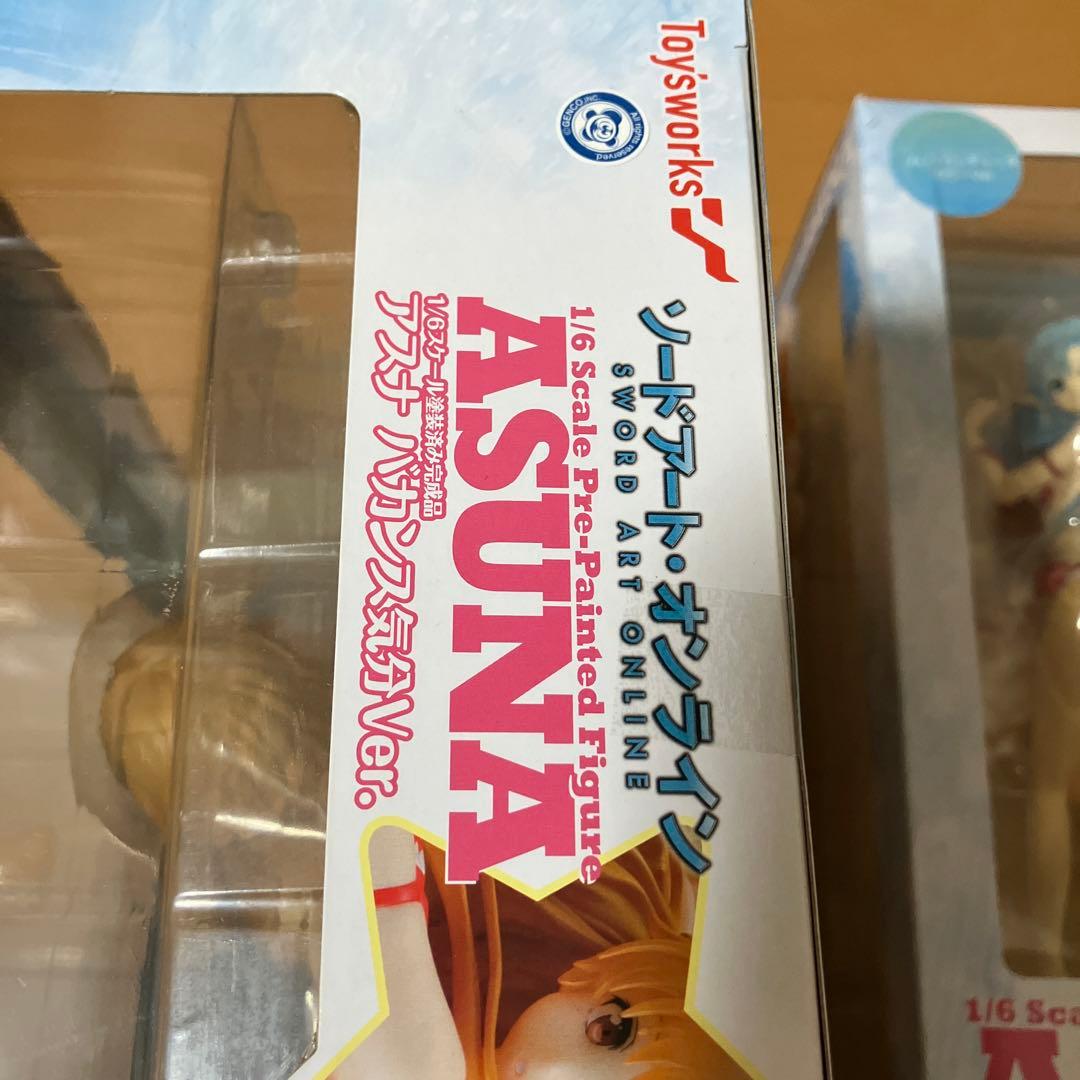 Toy'sworks
©GENCO,INC.
All rights reserved.
ソードアート・オンライン
SWORD ART ONLINE
1/6 Scale Pre-Painted Figure
ASUNA
1/6スケール塗装済み完成品
アスナ バカンス気分Ver.
1/6 Sca
A